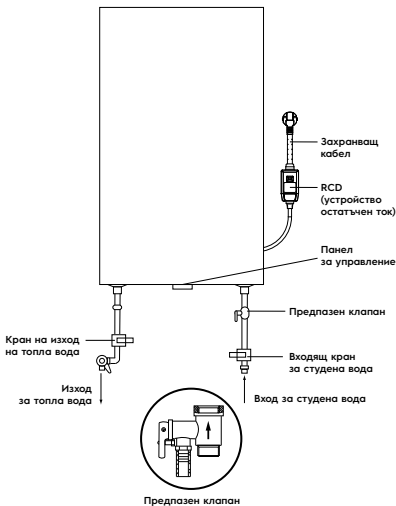 Захранващ
кабел
RCD
(устройство
остатъчен ток)
Панел
за управление
Предпазен клапан
Кран на изход
на топла вода
Входящ кран
за студена вода
Изход
за топла вода
Вход за студена вода
Предпазен клапан